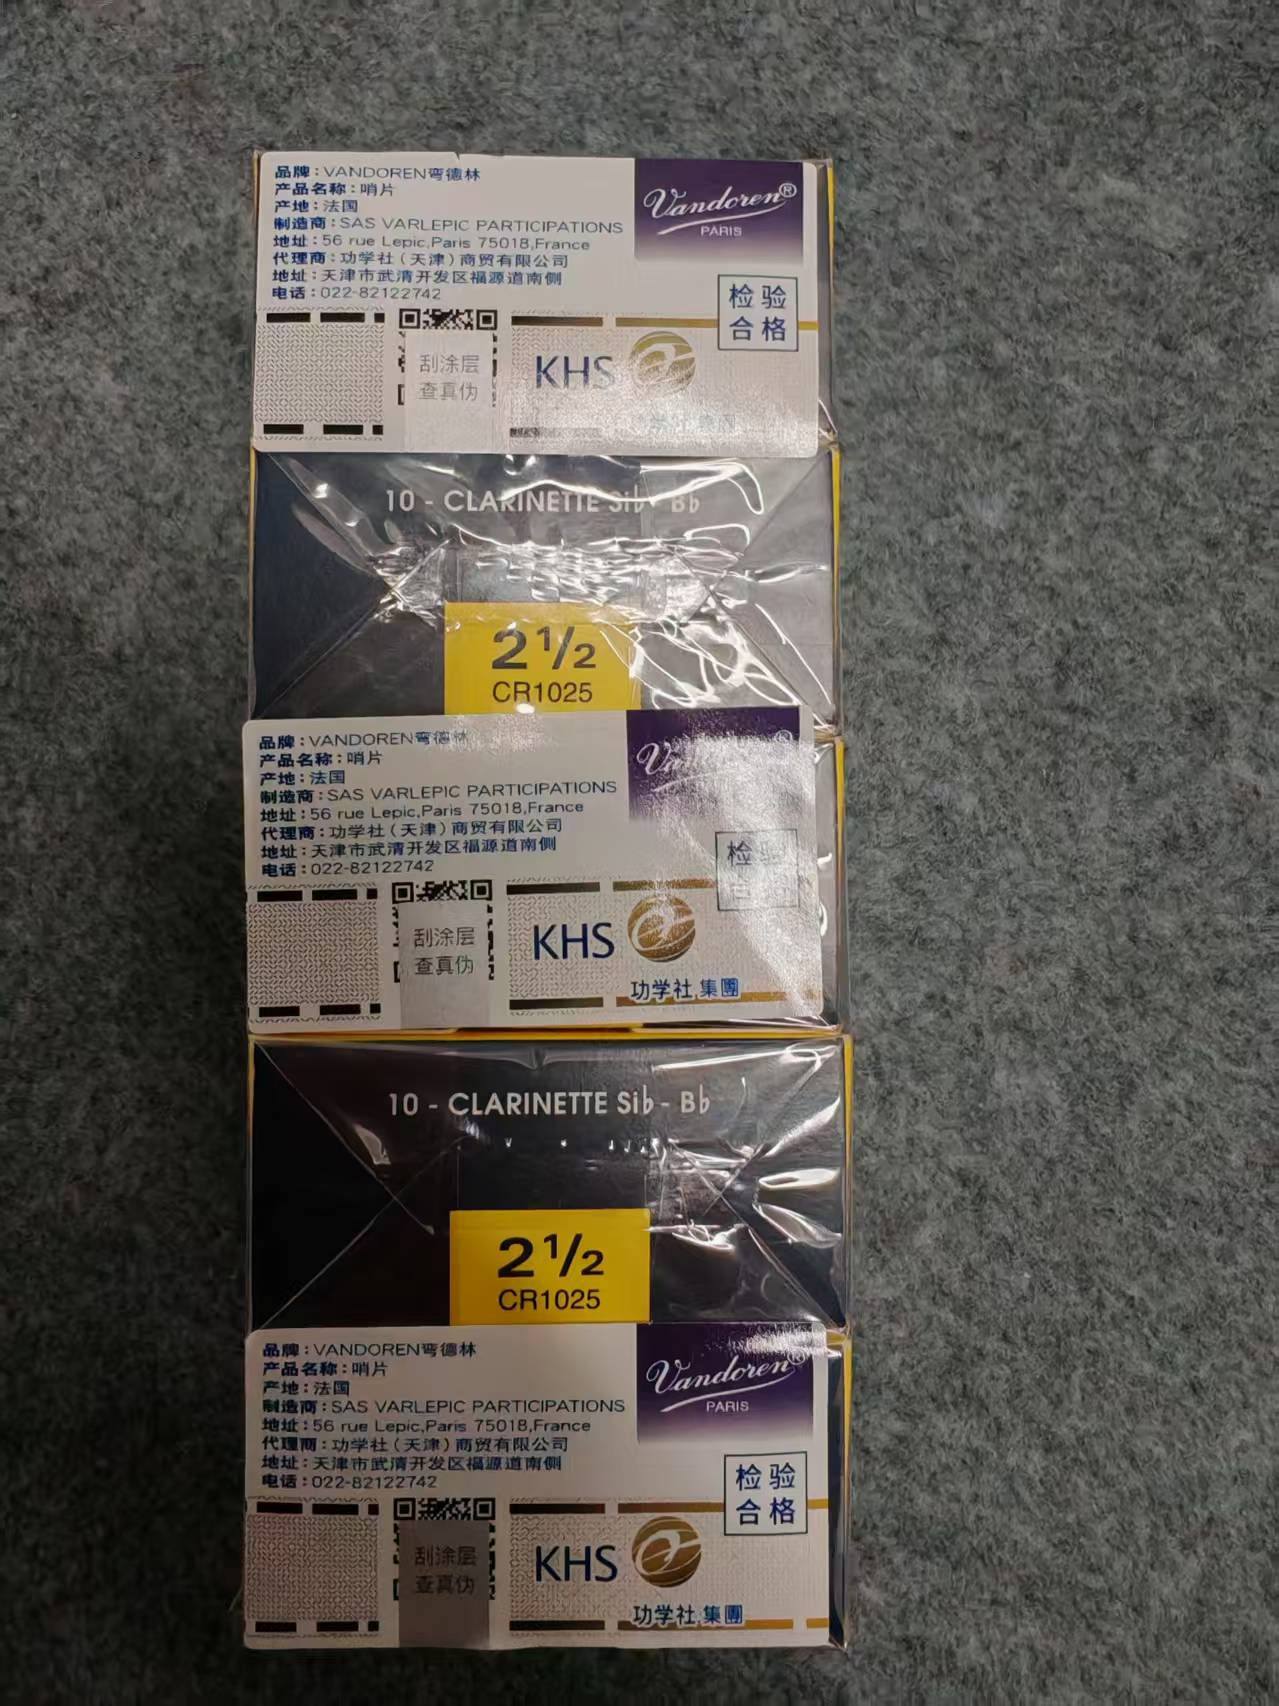 品牌：VANDOREN弯德林
产品名称：哨片
产地：法国
制造商：SAS VARLEPIC PARTICIPATIONS
地址：56 rue Lepic,Paris 75018,France
代理商：功学社（天津）商贸有限公司
地址：天津市武清开发区福源道南侧
电话：022-82122742
Vandoren®
PARIS
检验
合格
刮涂层
查真伪
KHS
功学社 集團
10 - CLARINETTE Si♭ - B♭
2 1/2
CR1025
品牌：VANDOREN弯德林
产品名称：哨片
产地：法国
制造商：SAS VARLEPIC PARTICIPATIONS
地址：56 rue Lepic,Paris 75018,France
代理商：功学社（天津）商贸有限公司
地址：天津市武清开发区福源道南侧
电话：022-82122742
Vandoren®
检验
合格
刮涂层
查真伪
KHS
功学社 集團
10 - CLARINETTE Si♭ - B♭
2 1/2
CR1025
品牌：VANDOREN弯德林
产品名称：哨片
产地：法国
制造商：SAS VARLEPIC PARTICIPATIONS
地址：56 rue Lepic,Paris 75018,France
代理商：功学社（天津）商贸有限公司
地址：天津市武清开发区福源道南侧
电话：022-82122742
Vandoren®
PARIS
检验
合格
刮涂层
查真伪
KHS
功学社 集團